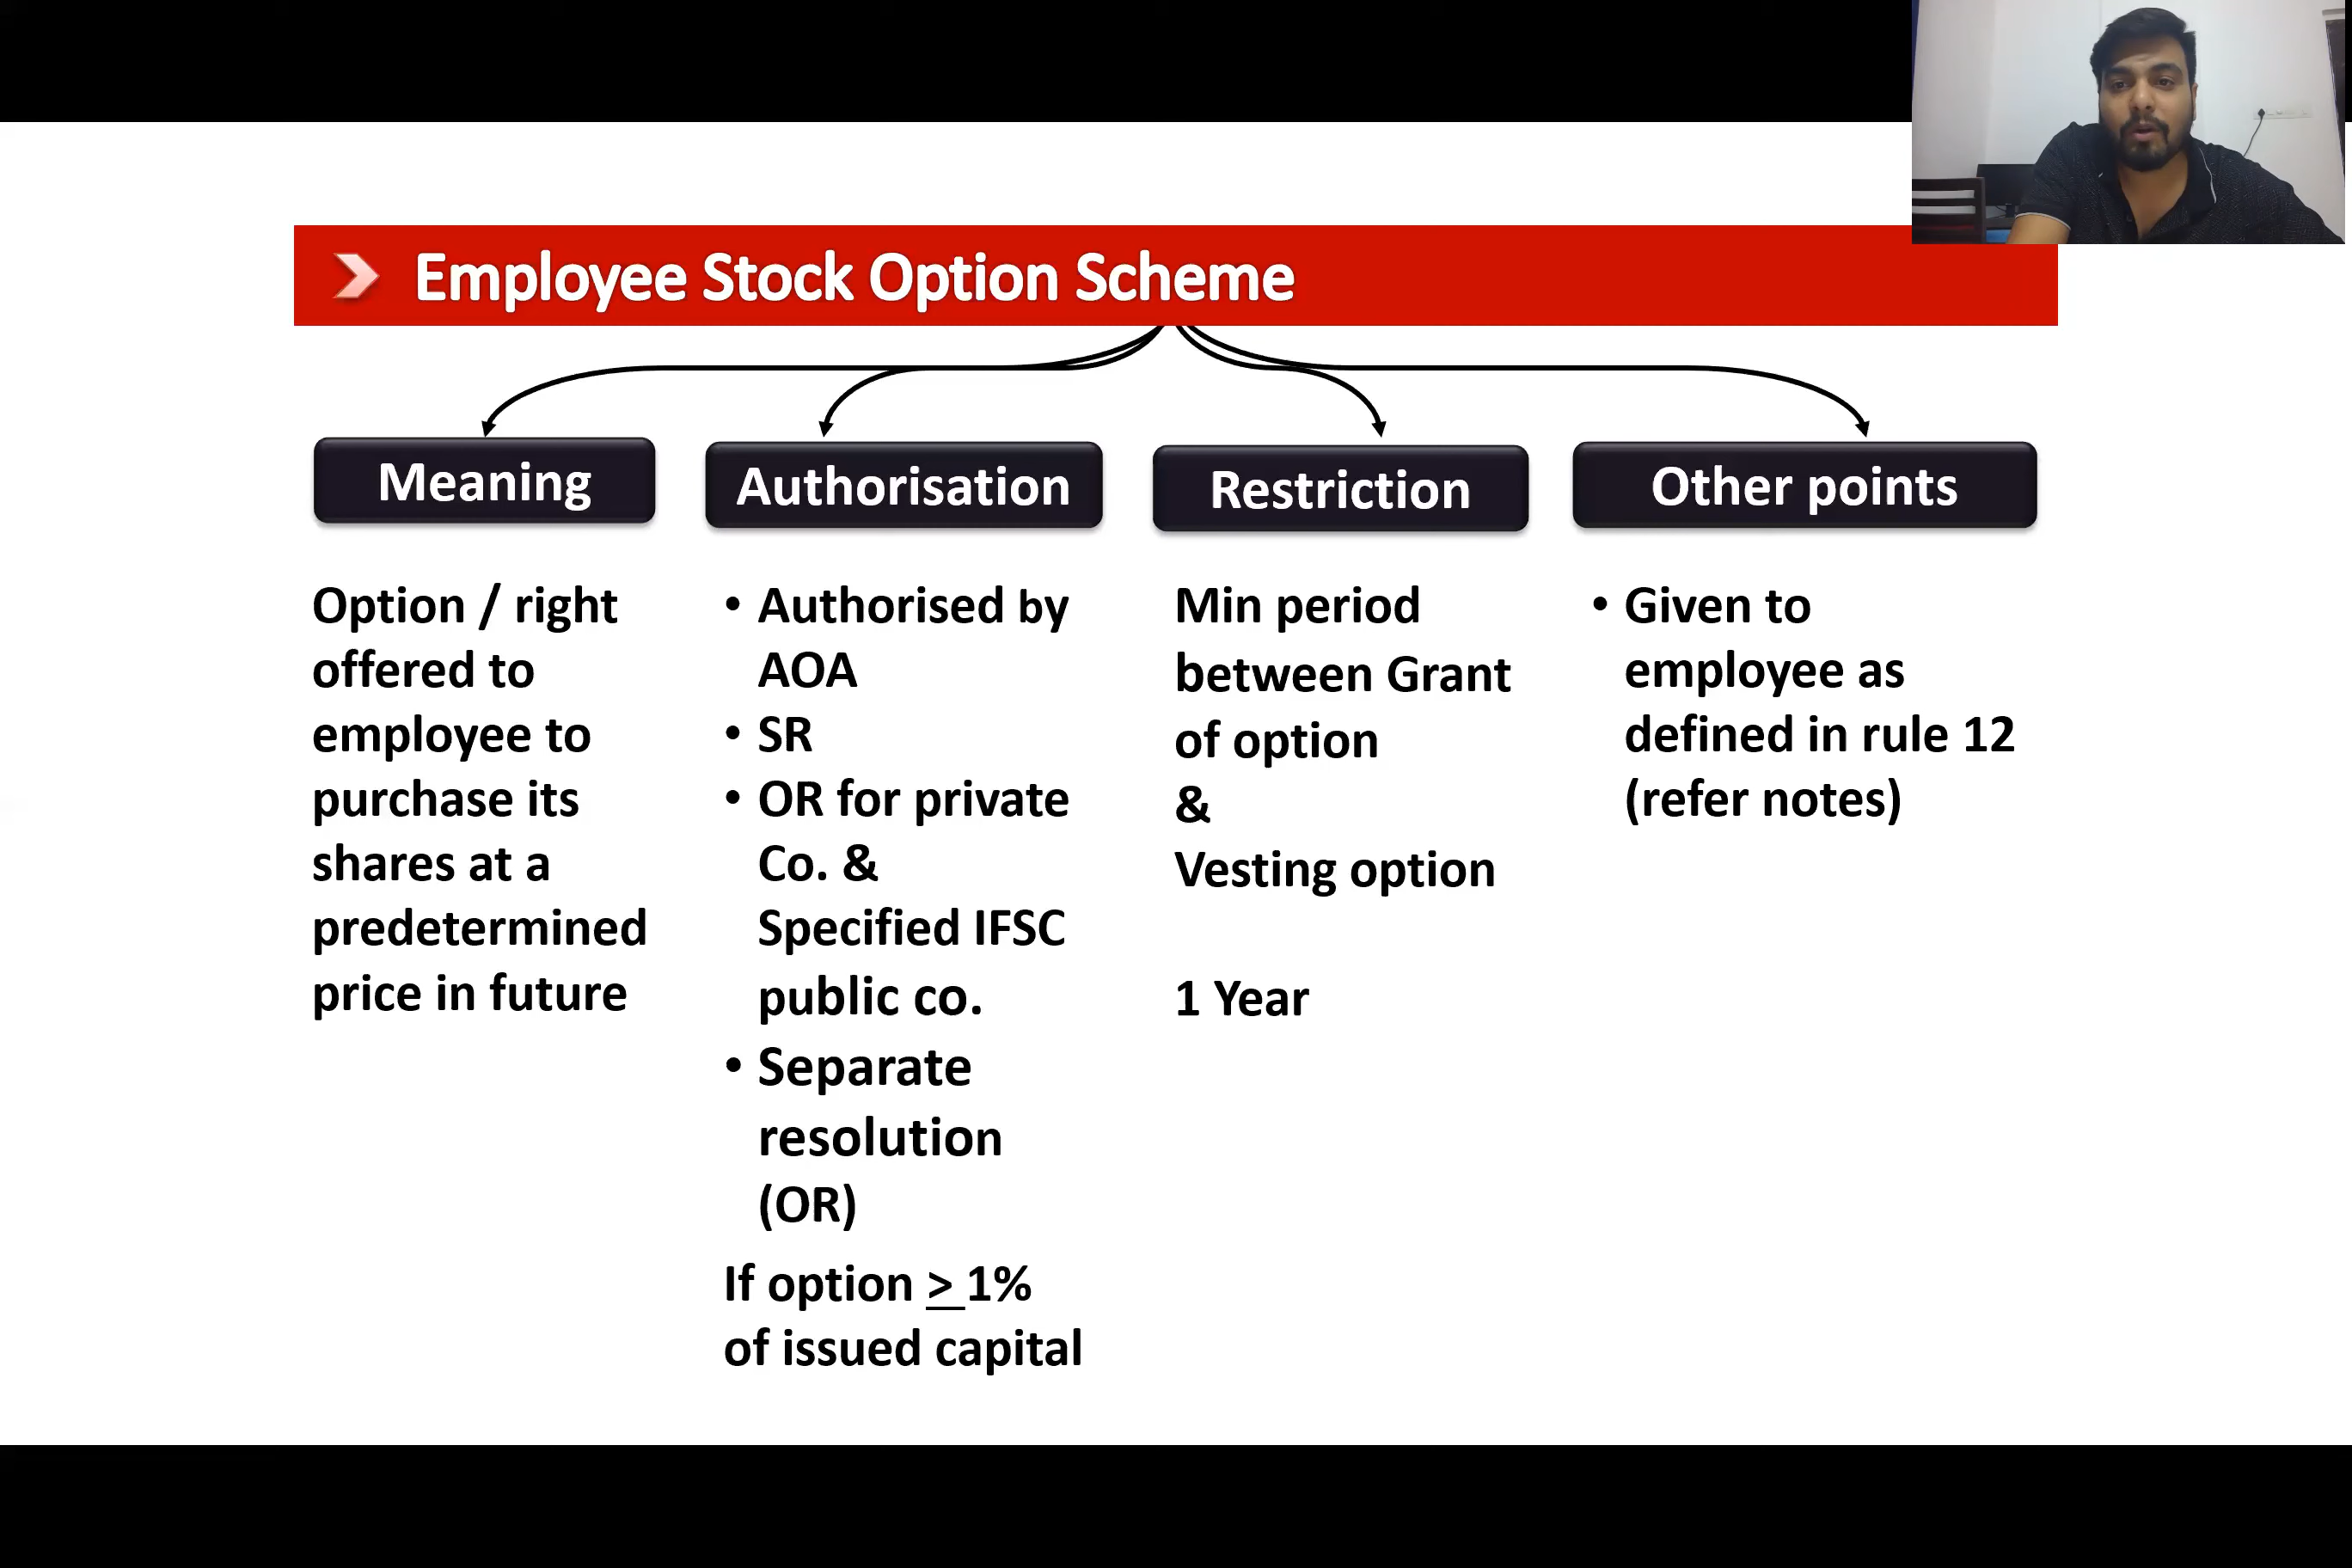 Employee Stock Option Scheme
Meaning
Option / right
offered to
employee to
purchase its
shares at a
predetermined
price in future
Authorisation
• Authorised by
AOA
• SR
• OR for private
Co. &
Specified IFSC
public co.
• Separate
resolution
(OR)
If option > 1%
of issued capital
Restriction
Min period
between Grant
of option
&
Vesting option
1 Year
Other points
• Given to
employee as
defined in rule 12
(refer notes)